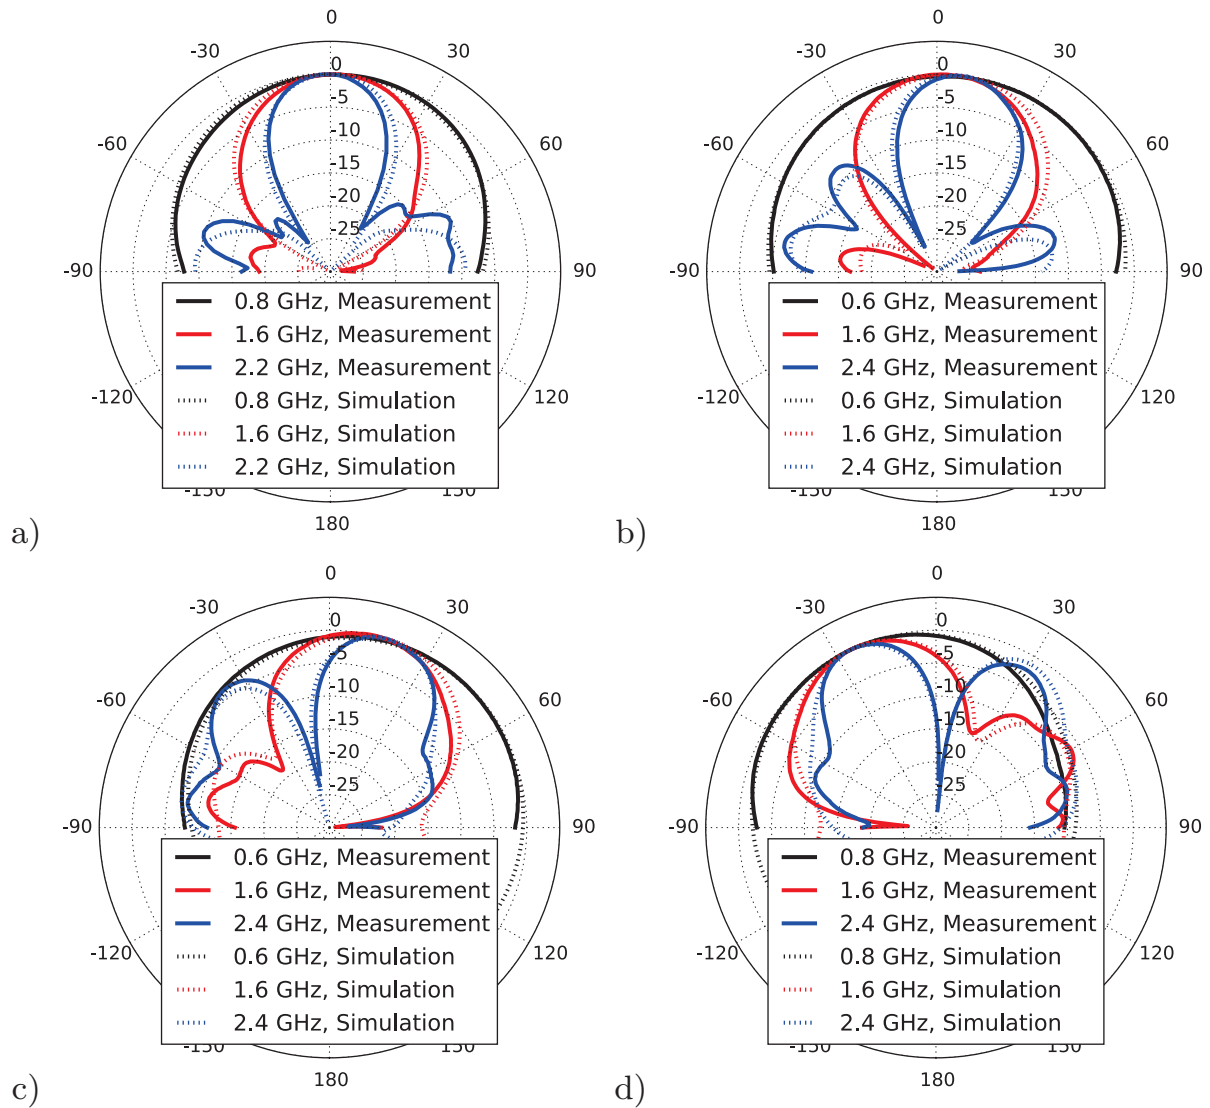 0
-30
30
0
-5
-60
-10
60
-15
-20
-25
-90
90
0.8 GHz, Measurement
1.6 GHz, Measurement
2.2 GHz, Measurement
-120
0.8 GHz, Simulation
120
1.6 GHz, Simulation
2.2 GHz, Simulation
-150
150
180
a)
0
-30
30
0
-5
-60
-10
60
-15
-20
-25
-90
90
0.6 GHz, Measurement
1.6 GHz, Measurement
2.4 GHz, Measurement
-120
0.6 GHz, Simulation
120
1.6 GHz, Simulation
2.4 GHz, Simulation
-150
150
180
b)
0
-30
30
0
-5
-60
-10
60
-15
-20
-25
-90
90
0.6 GHz, Measurement
1.6 GHz, Measurement
2.4 GHz, Measurement
-120
0.6 GHz, Simulation
120
1.6 GHz, Simulation
2.4 GHz, Simulation
-150
150
180
c)
0
-30
30
0
-5
-60
-10
60
-15
-20
-25
-90
90
0.8 GHz, Measurement
1.6 GHz, Measurement
2.4 GHz, Measurement
-120
0.8 GHz, Simulation
120
1.6 GHz, Simulation
2.4 GHz, Simulation
-150
150
180
d)